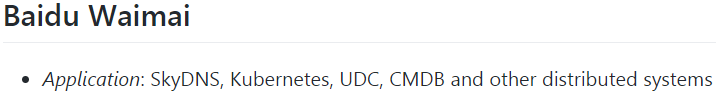 Baidu Waimai
• Application: SkyDNS, Kubernetes, UDC, CMDB and other distributed systems